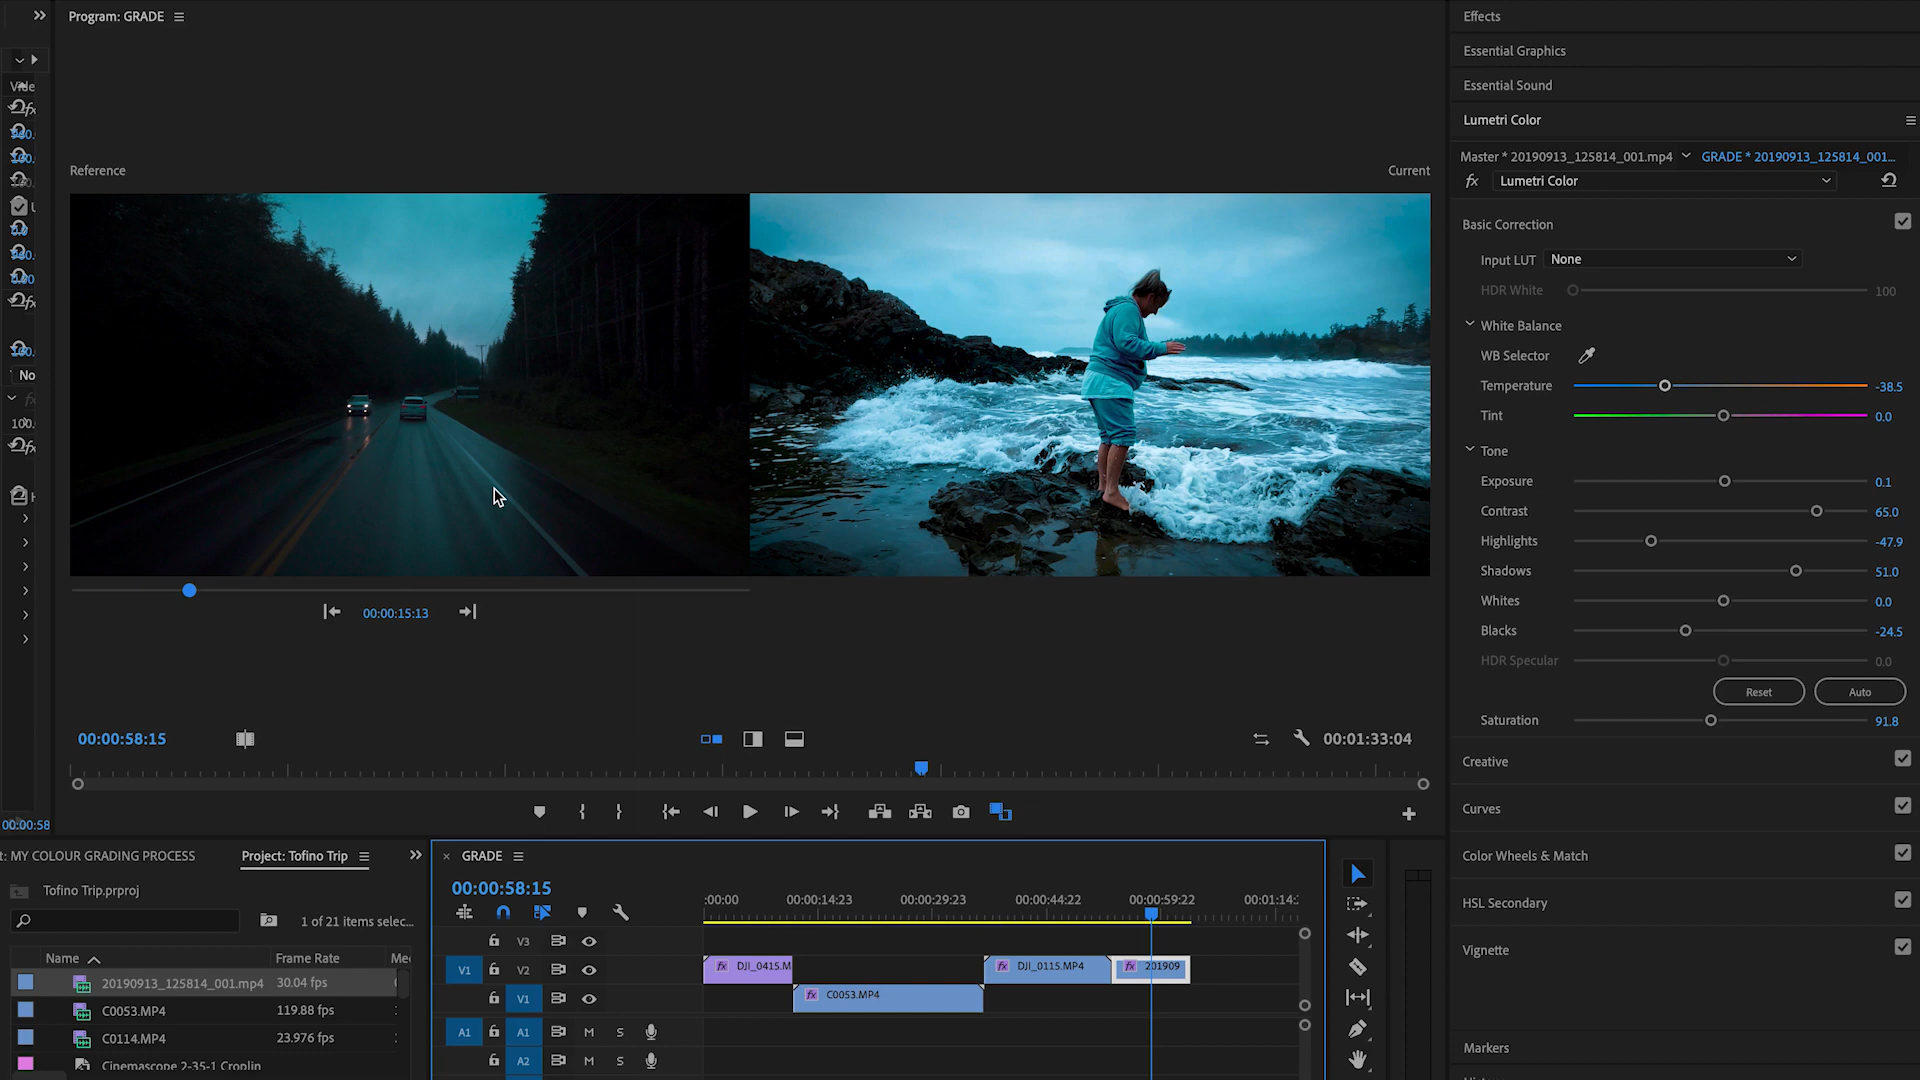 Program: GRADE
Reference
Current
00:00:15:13
00:00:58:15
00:01:33:04
Effects
Essential Graphics
Essential Sound
Lumetri Color
Master * 20190913_125814_001.mp4
GRADE * 20190913_125814_001...
fx Lumetri Color
Basic Correction
Input LUT None
HDR White 100
White Balance
WB Selector
Temperature -38.5
Tint 0.0
Tone
Exposure 0.1
Contrast 65.0
Highlights -47.9
Shadows 51.0
Whites 0.0
Blacks -24.5
HDR Specular 0.0
Reset Auto
Saturation 91.8
Creative
Curves
Color Wheels & Match
HSL Secondary
Vignette
Markers
No
100.
00:00:58
t: MY COLOUR GRADING PROCESS
Project: Tofino Trip
Tofino Trip.prproj
1 of 21 items selec...
Name Frame Rate Me
20190913_125814_001.mp4 30.04 fps
C0053.MP4 119.88 fps
C0114.MP4 23.976 fps
Cinemascope 2-35-1 Croplin
× GRADE
00:00:58:15
:00:00 00:00:14:23 00:00:29:23 00:00:44:22 00:00:59:22 00:01:14:
V3
V1 V2 fx DJI_0415.M fx DJI_0115.MP4 fx 201909
V1 fx C0053.MP4
A1 A1 M S
A2 M S